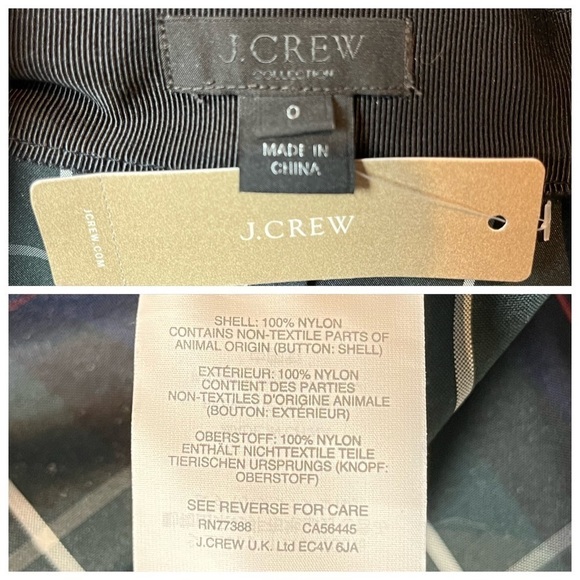 J.CREW
COLLECTION
0
MADE IN
CHINA
JCREW.COM
J.CREW
SHELL: 100% NYLON
CONTAINS NON-TEXTILE PARTS OF
ANIMAL ORIGIN (BUTTON: SHELL)
EXTÉRIEUR: 100% NYLON
CONTIENT DES PARTIES
NON-TEXTILES D'ORIGINE ANIMALE
(BOUTON: EXTÉRIEUR)
OBERSTOFF: 100% NYLON
ENTHÄLT NICHTTEXTILE TEILE
TIERISCHEN URSPRUNGS (KNOPF:
OBERSTOFF)
SEE REVERSE FOR CARE
RN77388 CA56445
J.CREW U.K. Ltd EC4V 6JA